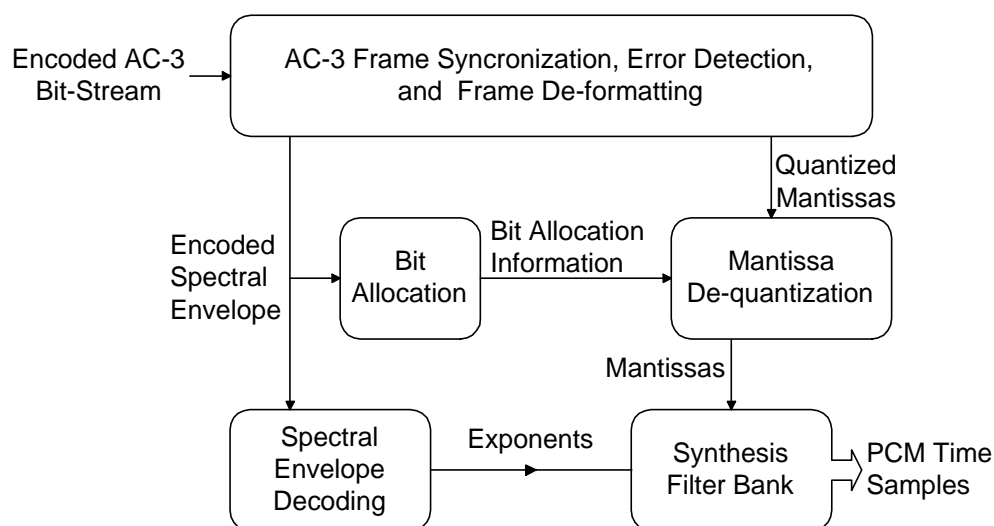 Encoded AC-3
Bit-Stream
AC-3 Frame Syncronization, Error Detection,
and Frame De-formatting
Quantized
Mantissas
Encoded
Spectral
Envelope
Bit
Allocation
Bit Allocation
Information
Mantissa
De-quantization
Mantissas
Spectral
Envelope
Decoding
Exponents
Synthesis
Filter Bank
PCM Time
Samples